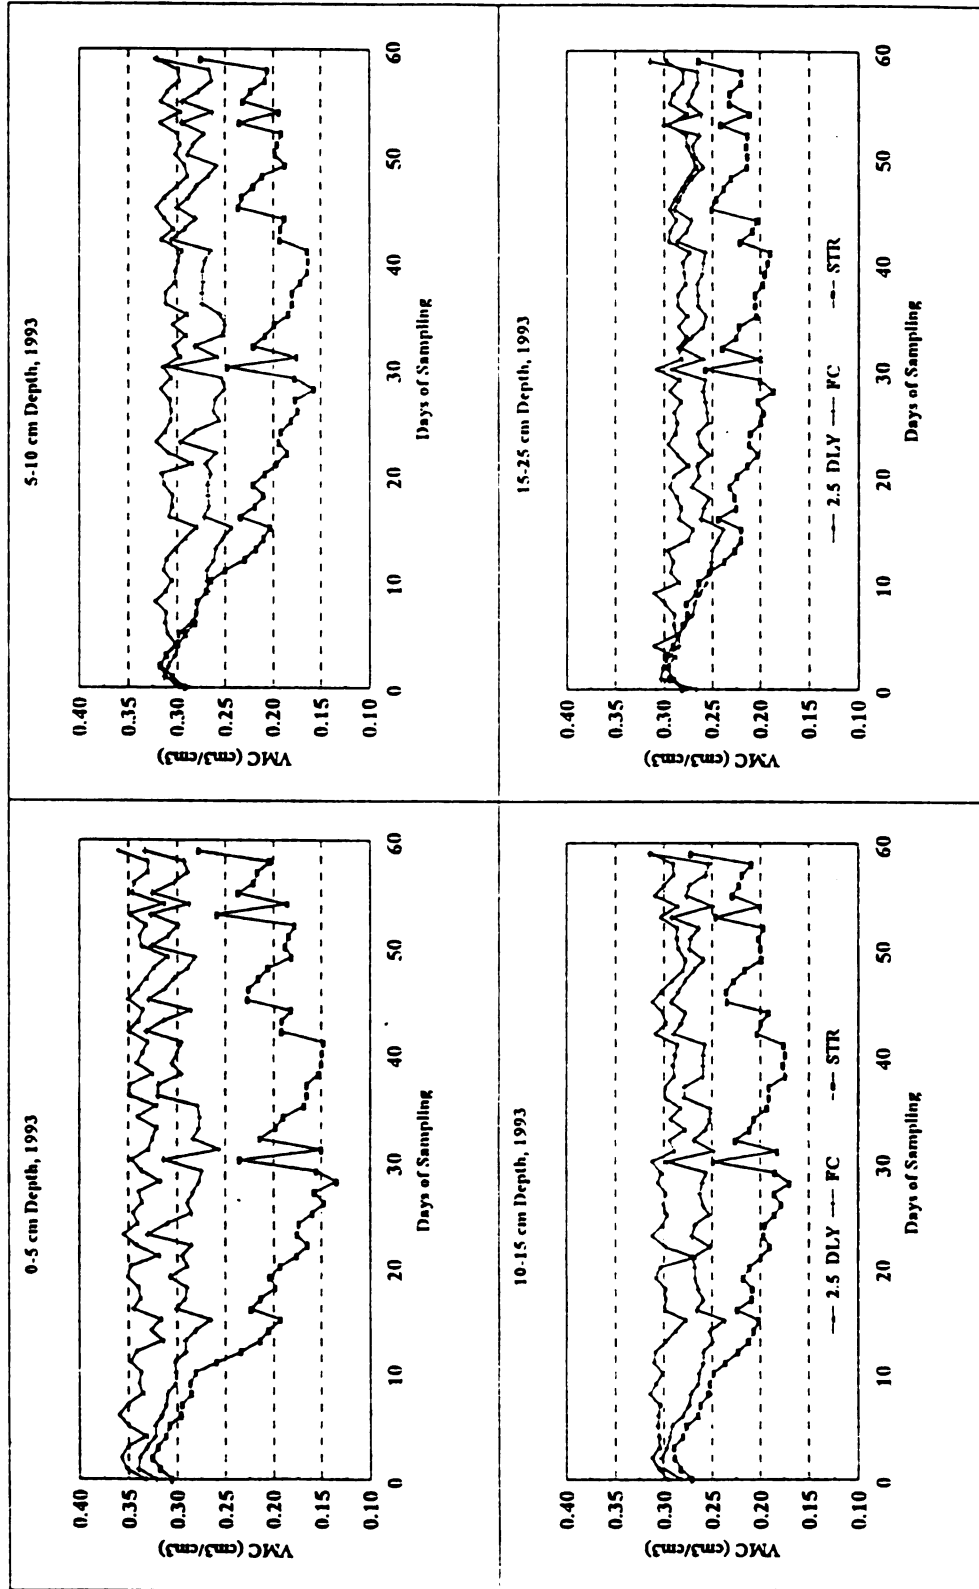 0-5 cm Depth, 1993
VMC (cm3/cm3)
0.40
0.35
0.30
0.25
0.20
0.15
0.10
0 10 20 30 40 50 60
Days of Sampling
5-10 cm Depth, 1993
VMC (cm3/cm3)
0.40
0.35
0.30
0.25
0.20
0.15
0.10
0 10 20 30 40 50 60
Days of Sampling
10-15 cm Depth, 1993
VMC (cm3/cm3)
0.40
0.35
0.30
0.25
0.20
0.15
0.10
2.5 DLY FC STR
0 10 20 30 40 50 60
Days of Sampling
15-25 cm Depth, 1993
VMC (cm3/cm3)
0.40
0.35
0.30
0.25
0.20
0.15
0.10
2.5 DLY FC STR
0 10 20 30 40 50 60
Days of Sampling